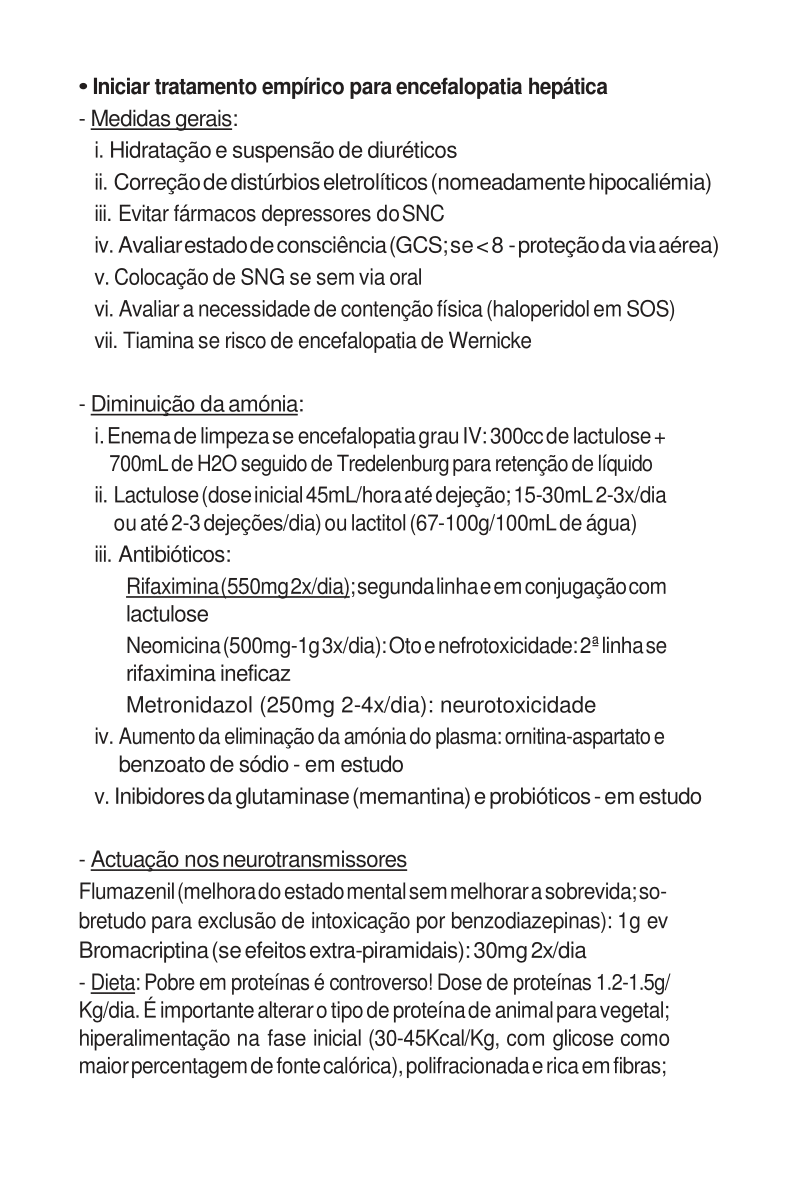 • Iniciar tratamento empírico para encefalopatia hepática
- Medidas gerais:
i. Hidratação e suspensão de diuréticos
ii. Correção de distúrbios eletrolíticos (nomeadamente hipocaliémia)
iii. Evitar fármacos depressores do SNC
iv. Avaliar estado de consciência (GCS; se < 8 - proteção da via aérea)
v. Colocação de SNG se sem via oral
vi. Avaliar a necessidade de contenção física (haloperidol em SOS)
vii. Tiamina se risco de encefalopatia de Wernicke
- Diminuição da amónia:
i. Enema de limpeza se encefalopatia grau IV: 300cc de lactulose +
700mL de H2O seguido de Tredelenburg para retenção de líquido
ii. Lactulose (dose inicial 45mL/hora até dejeção; 15-30mL 2-3x/dia
ou até 2-3 dejeções/dia) ou lactitol (67-100g/100mL de água)
iii. Antibióticos:
Rifaximina (550mg 2x/dia); segunda linha e em conjugação com
lactulose
Neomicina (500mg-1g 3x/dia): Oto e nefrotoxicidade: 2ª linha se
rifaximina ineficaz
Metronidazol (250mg 2-4x/dia): neurotoxicidade
iv. Aumento da eliminação da amónia do plasma: ornitina-aspartato e
benzoato de sódio - em estudo
v. Inibidores da glutaminase (memantina) e probióticos - em estudo
- Actuação nos neurotransmissores
Flumazenil (melhora do estado mental sem melhorar a sobrevida; so-
bretudo para exclusão de intoxicação por benzodiazepinas): 1g ev
Bromacriptina (se efeitos extra-piramidais): 30mg 2x/dia
- Dieta: Pobre em proteínas é controverso! Dose de proteínas 1.2-1.5g/
Kg/dia. É importante alterar o tipo de proteína de animal para vegetal;
hiperalimentação na fase inicial (30-45Kcal/Kg, com glicose como
maior percentagem de fonte calórica), polifracionada e rica em fibras;